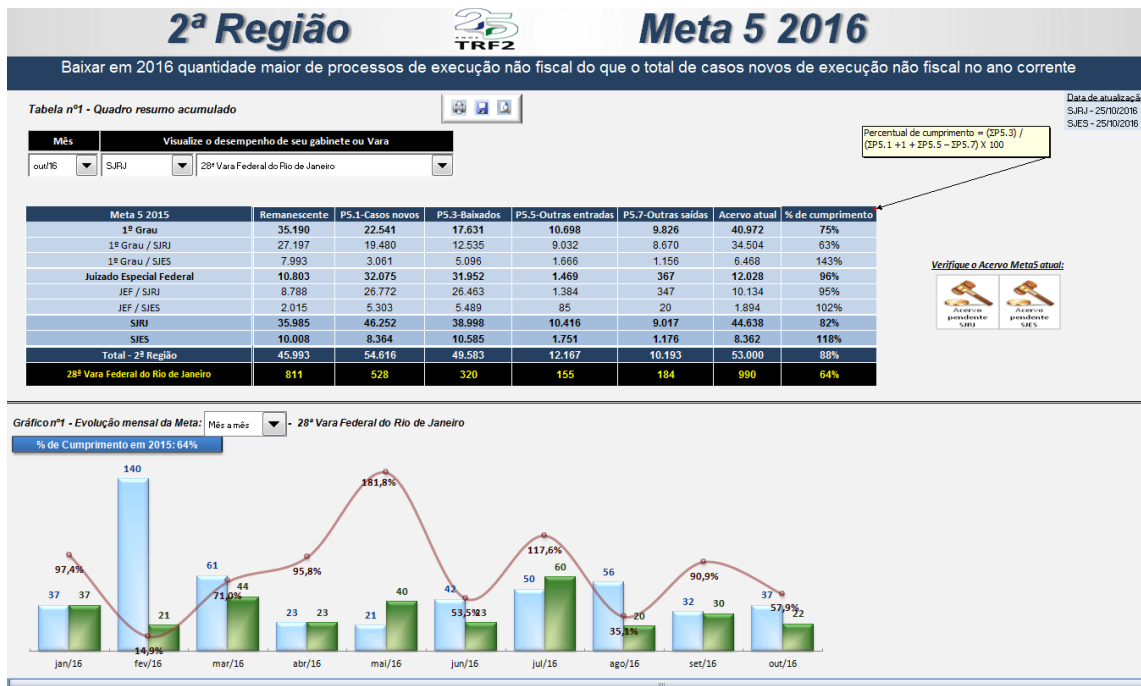 2ª Região
25
ANOS
TRF2
Meta 5 2016
Baixar em 2016 quantidade maior de processos de execução não fiscal do que o total de casos novos de execução não fiscal no ano corrente
Data de atualizaçã
SJRJ - 25/10/2016
SJES - 25/10/2016
Tabela nº1 - Quadro resumo acumulado
Percentual de cumprimento = (ΣP5.3) /
(ΣP5.1 +1 + ΣP5.5 – ΣP5.7) X 100
Mês Visualize o desempenho de seu gabinete ou Vara
out/16 SJRJ 28ª Vara Federal do Rio de Janeiro
Meta 5 2015 Remanescente P5.1-Casos novos P5.3-Baixados P5.5-Outras entradas P5.7-Outras saídas Acervo atual % de cumprimento
1º Grau 35.190 22.541 17.631 10.698 9.826 40.972 75%
1º Grau / SJRJ 27.197 19.480 12.535 9.032 8.670 34.504 63%
1º Grau / SJES 7.993 3.061 5.096 1.666 1.156 6.468 143%
Juizado Especial Federal 10.803 32.075 31.952 1.469 367 12.028 96%
JEF / SJRJ 8.788 26.772 26.463 1.384 347 10.134 95%
JEF / SJES 2.015 5.303 5.489 85 20 1.894 102%
SJRJ 35.985 46.252 38.998 10.416 9.017 44.638 82%
SJES 10.008 8.364 10.585 1.751 1.176 8.362 118%
Total - 2ª Região 45.993 54.616 49.583 12.167 10.193 53.000 88%
28ª Vara Federal do Rio de Janeiro 811 528 320 155 184 990 64%
Verifique o Acervo Meta5 atual:
Acervo pendente SJRJ
Acervo pendente SJES
Gráfico nº1 - Evolução mensal da Meta: Mês a mês - 28ª Vara Federal do Rio de Janeiro
% de Cumprimento em 2015: 64%
140
181,8%
117,6%
97,4%
61
95,8%
90,9%
56
50 60
37 37
71,0% 44
40
42
32 30
37
57,9%
21
23 23
21
53,5% 23
20
22
14,9%
35,1%
jan/16 fev/16 mar/16 abr/16 mai/16 jun/16 jul/16 ago/16 set/16 out/16